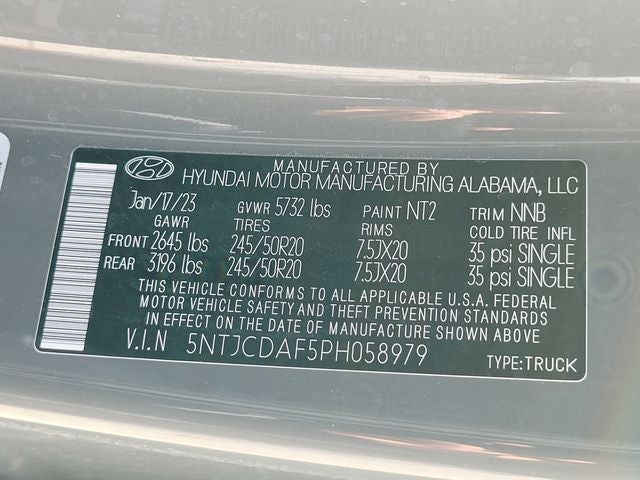 MANUFACTURED BY
HYUNDAI MOTOR MANUFACTURING ALABAMA, LLC
Jan/17/23 GVWR 5732 lbs PAINT NT2 TRIM NNB
GAWR TIRES RIMS COLD TIRE INFL
FRONT 2645 lbs 245/50R20 7.5JX20 35 psi SINGLE
REAR 3196 lbs 245/50R20 7.5JX20 35 psi SINGLE
THIS VEHICLE CONFORMS TO ALL APPLICABLE U.S.A. FEDERAL
MOTOR VEHICLE SAFETY AND THEFT PREVENTION STANDARDS
IN EFFECT ON THE DATE OF MANUFACTURE SHOWN ABOVE
V.I.N 5NTJCDAF5PH058979 TYPE:TRUCK